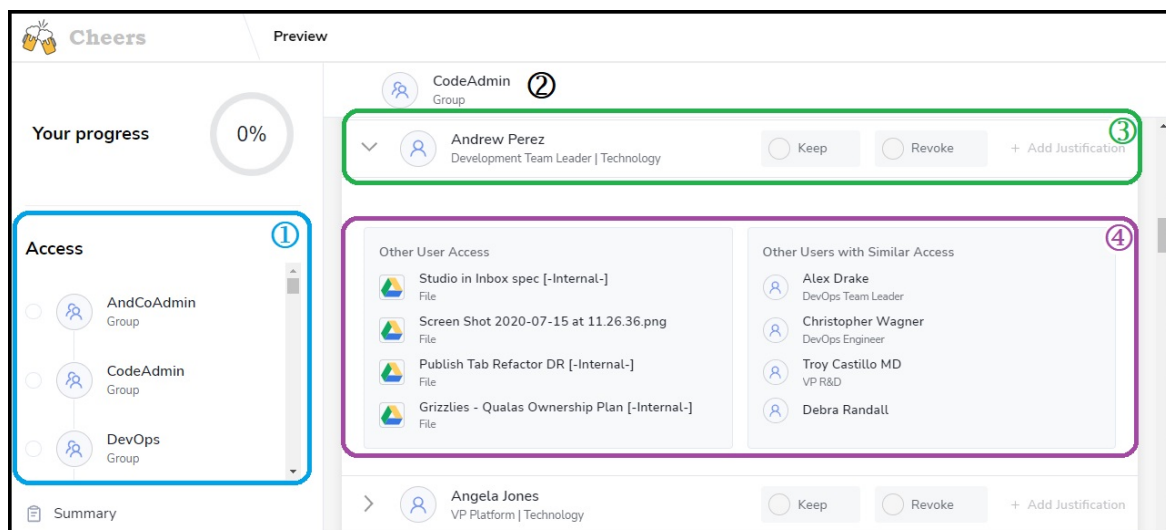 Cheers
Preview
Your progress
0%
Access
①
AndCoAdmin
Group
CodeAdmin
Group
DevOps
Group
Summary
CodeAdmin
Group
②
Andrew Perez
Development Team Leader | Technology
Keep
Revoke
+ Add Justification
③
④
Other User Access
Studio in Inbox spec [-Internal-]
File
Screen Shot 2020-07-15 at 11.26.36.png
File
Publish Tab Refactor DR [-Internal-]
File
Grizzlies - Qualas Ownership Plan [-Internal-]
File
Other Users with Similar Access
Alex Drake
DevOps Team Leader
Christopher Wagner
DevOps Engineer
Troy Castillo MD
VP R&D
Debra Randall
Angela Jones
VP Platform | Technology
Keep
Revoke
+ Add Justification